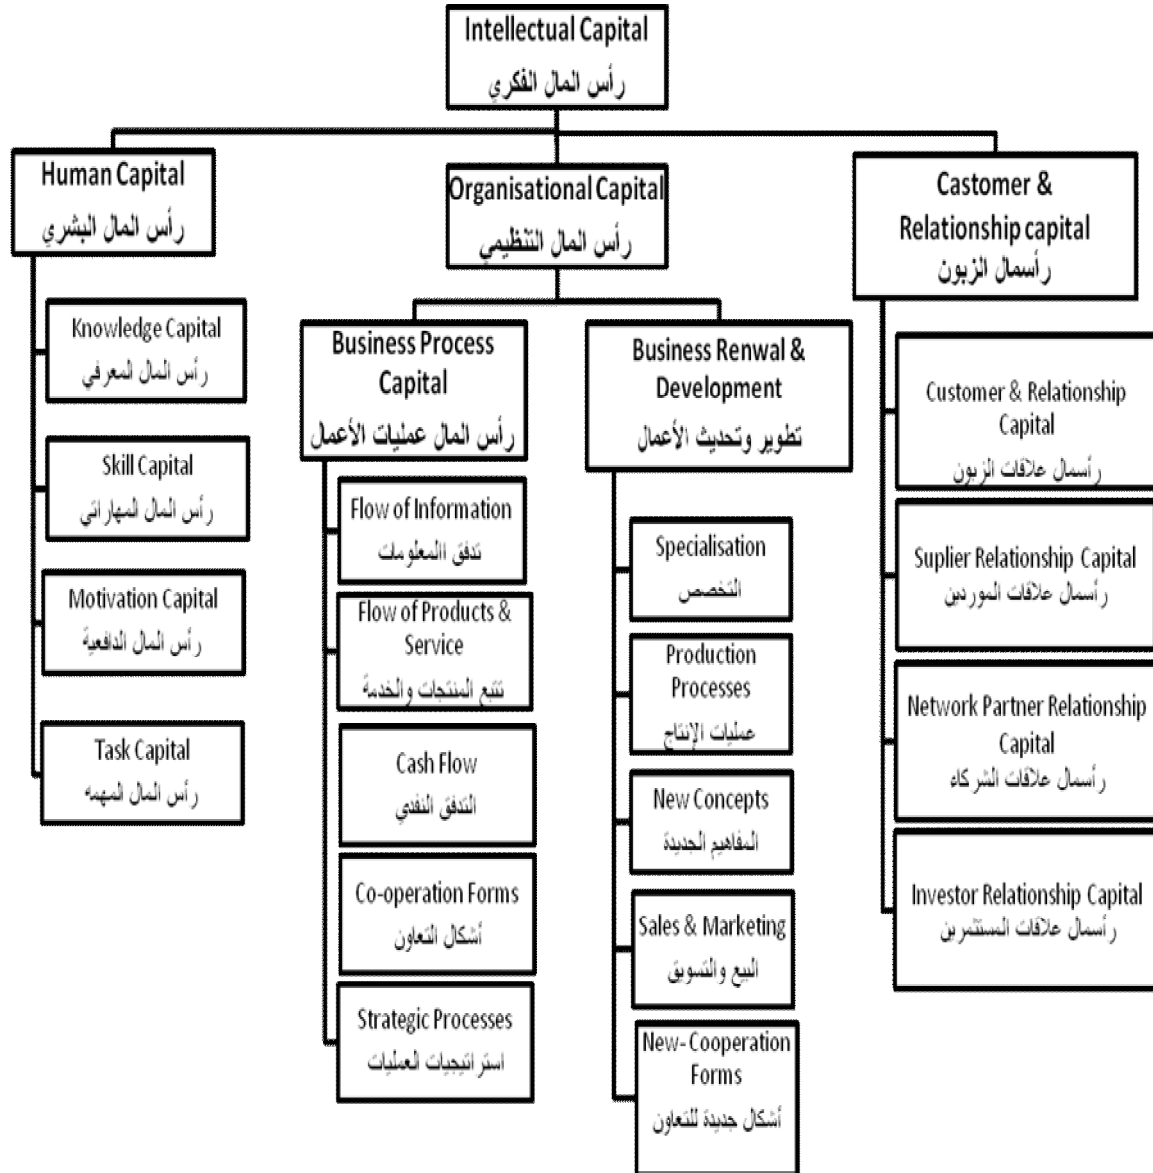 Intellectual Capital
رأس المال الفكري
Human Capital
رأس المال البشري
Knowledge Capital
رأس المال المعرفي
Skill Capital
رأس المال المهاراتي
Motivation Capital
رأس المال الدافعية
Task Capital
رأس المال المهمه
Organisational Capital
رأس المال التنظيمي
Business Process
Capital
رأس المال عمليات الأعمال
Flow of Information
تدفق االمعلومات
Flow of Products &
Service
تتبع المنتجات والخدمة
Cash Flow
التدفق النقدي
Co-operation Forms
أشكال التعاون
Strategic Processes
استراتيجيات العمليات
Business Renwal &
Development
تطوير وتحديث الأعمال
Specialisation
التخصص
Production
Processes
عمليات الإنتاج
New Concepts
المفاهيم الجديدة
Sales & Marketing
البيع والتسويق
New-Cooperation
Forms
أشكال جديدة للتعاون
Castomer &
Relationship capital
رأسمال الزبون
Customer & Relationship
Capital
رأسمال علاقات الزبون
Suplier Relationship Capital
رأسمال علاقات الموردين
Network Partner Relationship
Capital
رأسمال علاقات الشركاء
Investor Relationship Capital
رأسمال علاقات المستثمرين